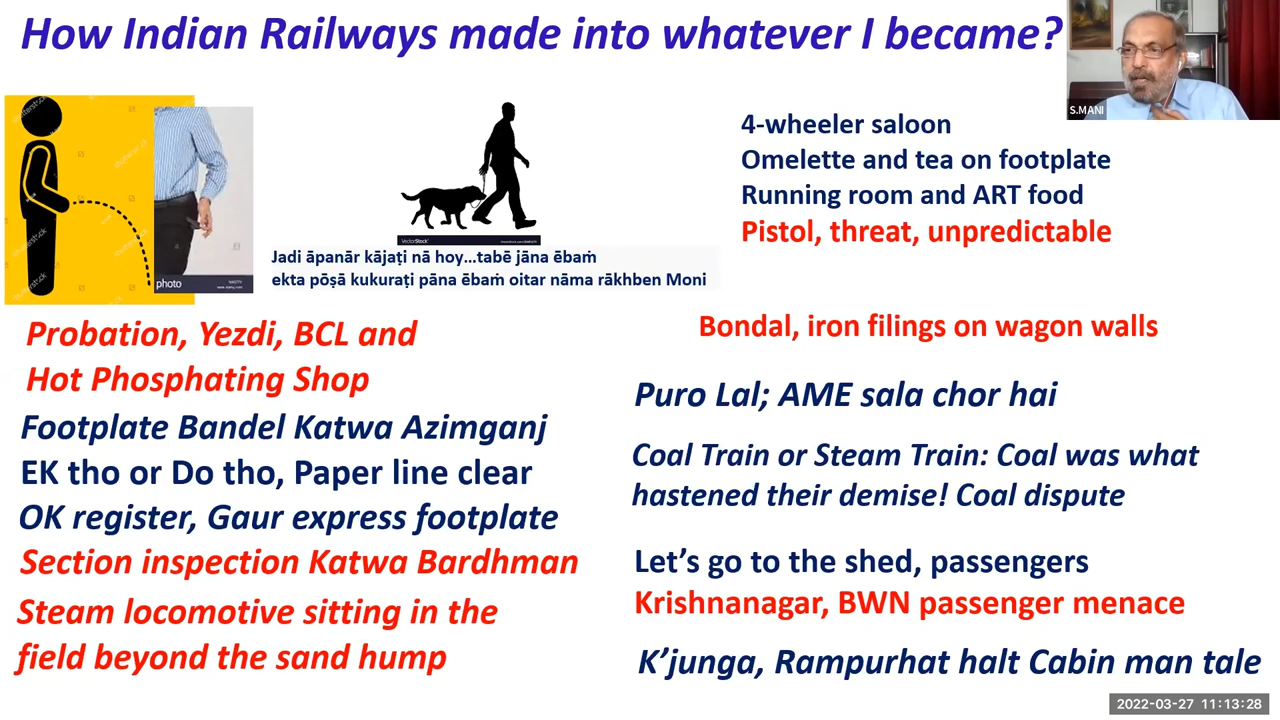 How Indian Railways made into whatever I became?
S.MANI
4-wheeler saloon
Omelette and tea on footplate
Running room and ART food
Pistol, threat, unpredictable
VectorStock
photo
Jadi āpanār kājaṭi nā hoy...tabē jāna ēbaṁ
ekta pōṣā kukuraṭi pāna ēbaṁ oitar nāma rākhben Moni
Probation, Yezdi, BCL and
Hot Phosphating Shop
Footplate Bandel Katwa Azimganj
EK tho or Do tho, Paper line clear
OK register, Gaur express footplate
Section inspection Katwa Bardhman
Steam locomotive sitting in the
field beyond the sand hump
Bondal, iron filings on wagon walls
Puro Lal; AME sala chor hai
Coal Train or Steam Train: Coal was what
hastened their demise! Coal dispute
Let’s go to the shed, passengers
Krishnanagar, BWN passenger menace
K’junga, Rampurhat halt Cabin man tale
2022-03-27 11:13:28